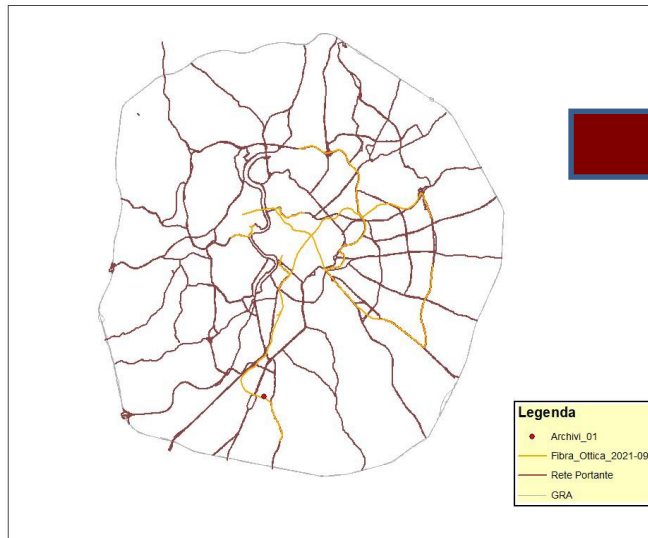 Legenda
Archivi_01
Fibra_Ottica_2021-09
Rete Portante
GRA